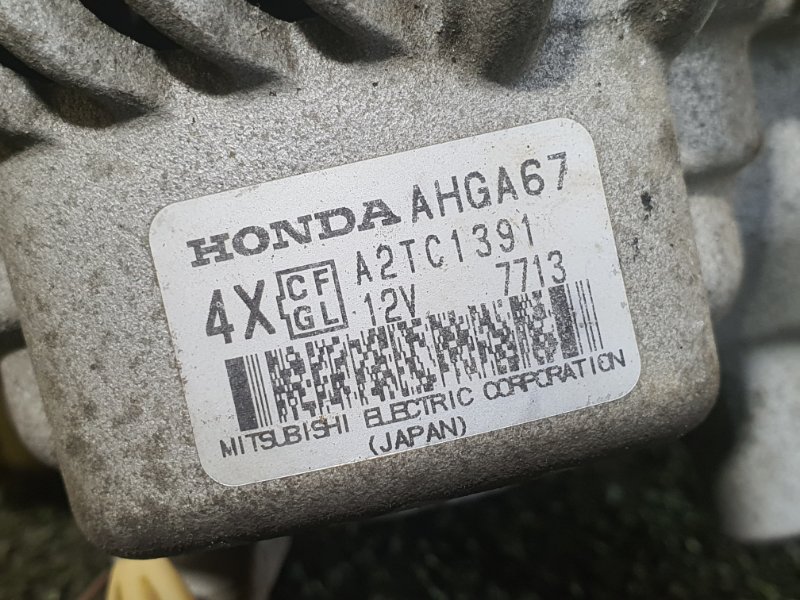 HONDA AHGA67
4X CF GL A2TC1391
12V 7713
MITSUBISHI ELECTRIC CORPORATION
(JAPAN)